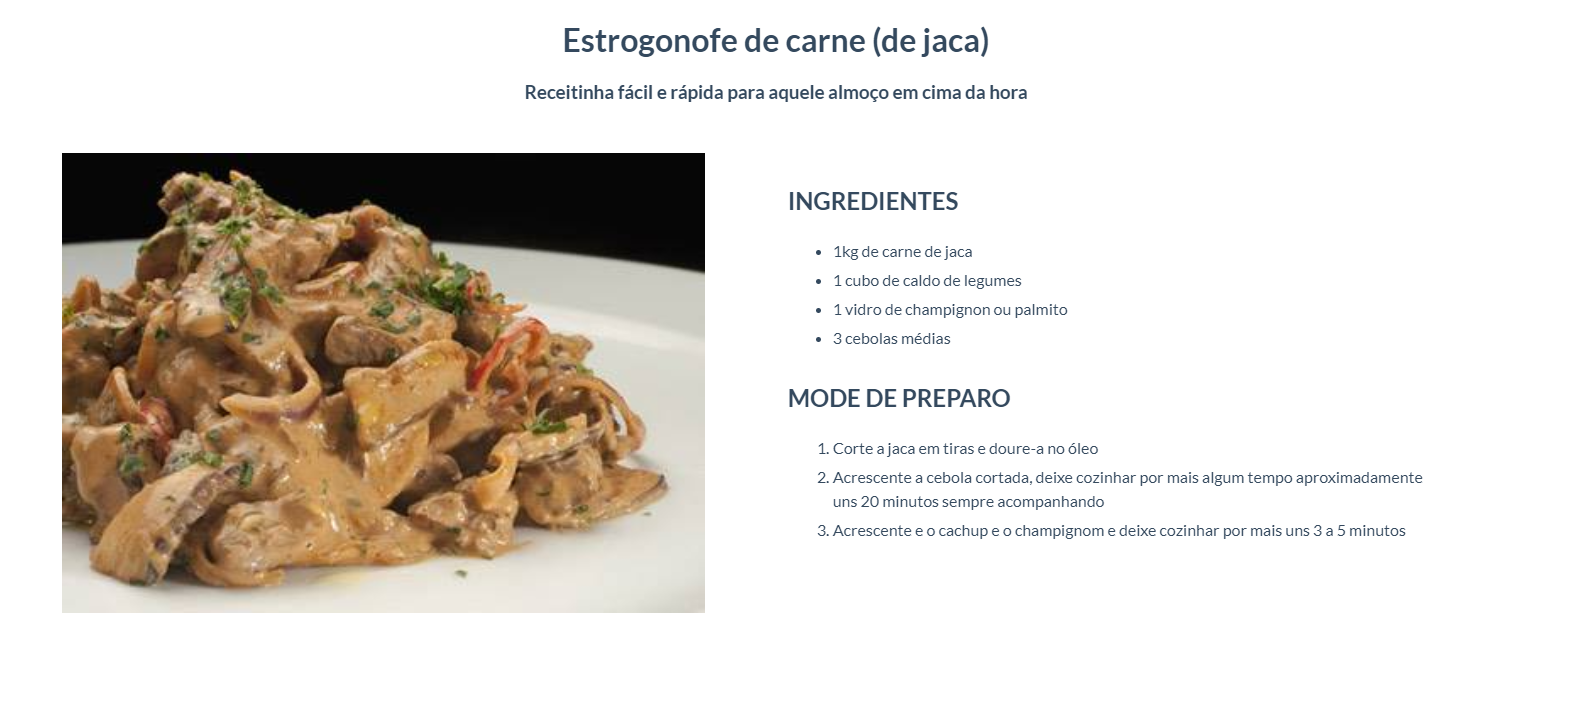 Estrogonofe de carne (de jaca)
Receitinha fácil e rápida para aquele almoço em cima da hora
INGREDIENTES
• 1kg de carne de jaca
• 1 cubo de caldo de legumes
• 1 vidro de champignon ou palmito
• 3 cebolas médias
MODE DE PREPARO
1. Corte a jaca em tiras e doure-a no óleo
2. Acrescente a cebola cortada, deixe cozinhar por mais algum tempo aproximadamente
uns 20 minutos sempre acompanhando
3. Acrescente e o cachup e o champignom e deixe cozinhar por mais uns 3 a 5 minutos